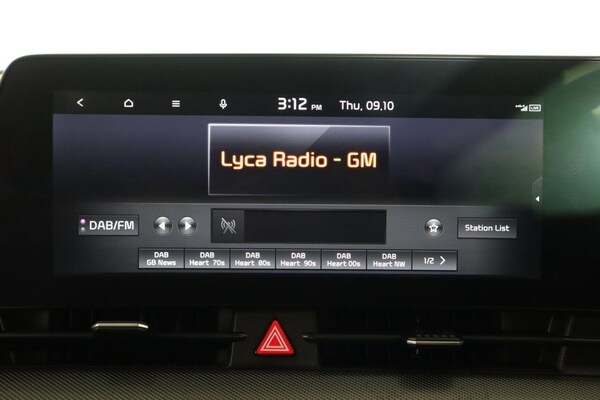 3:12 PM Thu, 09.10
LIVE
Lyca Radio - GM
DAB/FM
Station List
DAB GB News
DAB Heart 70s
DAB Heart 80s
DAB Heart 90s
DAB Heart 00s
DAB Heart NW
1/2